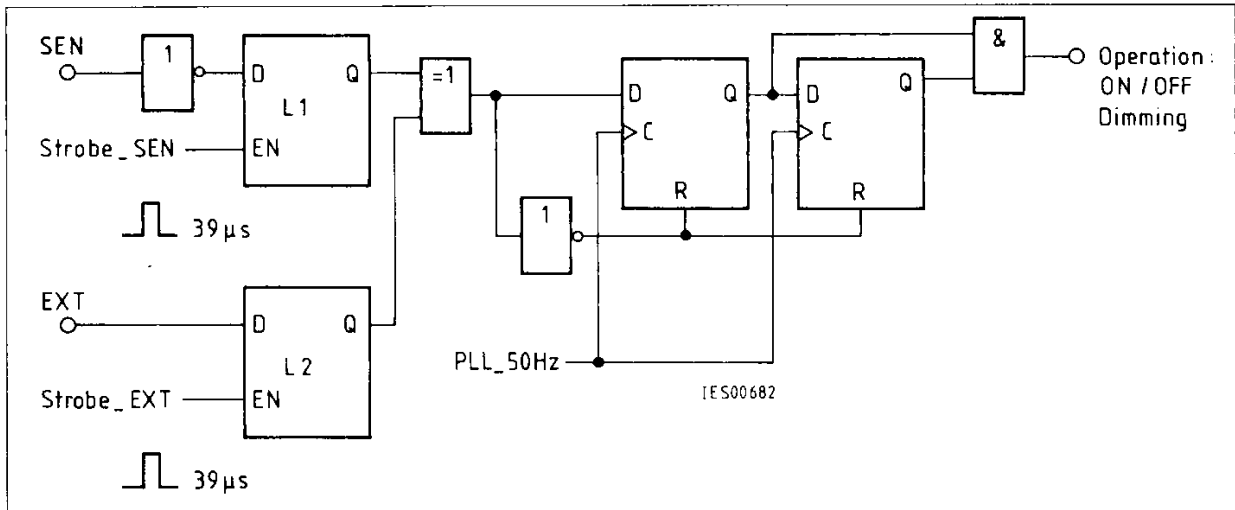 SEN
1
D
Q
L1
Strobe_SEN
EN
39µs
EXT
D
Q
L2
Strobe_EXT
EN
39µs
=1
1
D
Q
C
R
D
Q
C
R
PLL_50Hz
IES00682
&
Operation:
ON / OFF
Dimming